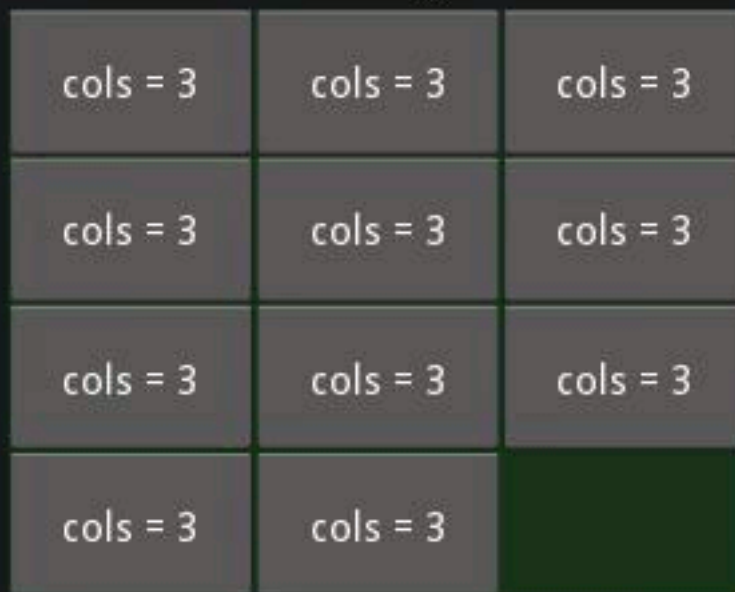 cols = 3 cols = 3 cols = 3
cols = 3 cols = 3 cols = 3
cols = 3 cols = 3 cols = 3
cols = 3 cols = 3